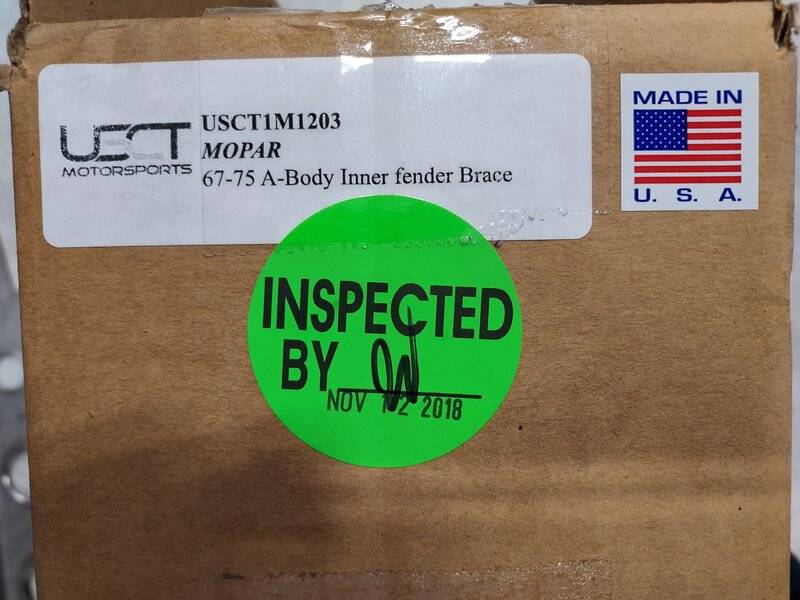 USCT
MOTORSPORTS
USCT1M1203
MOPAR
67-75 A-Body Inner fender Brace
MADE IN
U. S. A.
INSPECTED
BY
NOV 12 2018